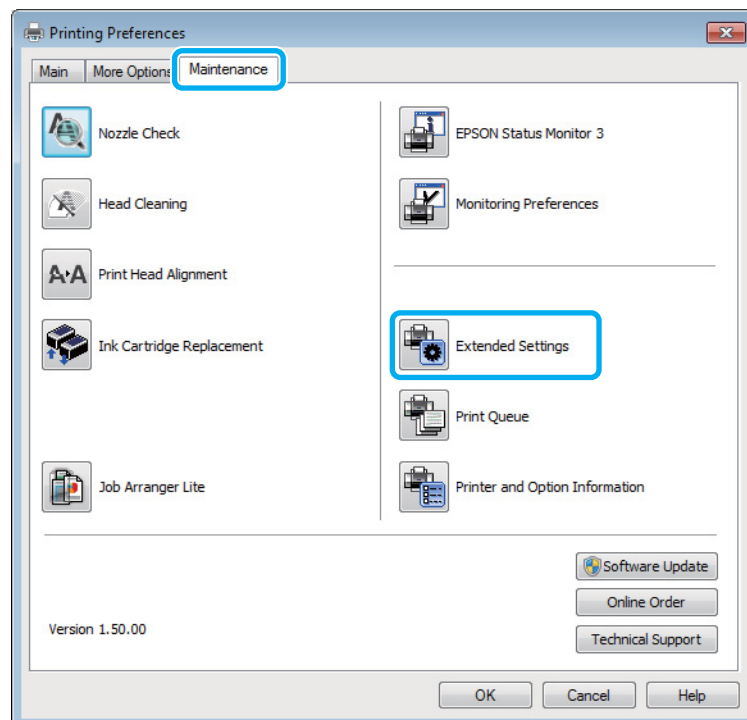 Printing Preferences
Main
More Options
Maintenance
Nozzle Check
Head Cleaning
A A
Print Head Alignment
Ink Cartridge Replacement
Job Arranger Lite
EPSON Status Monitor 3
Monitoring Preferences
Extended Settings
Print Queue
Printer and Option Information
Software Update
Online Order
Technical Support
Version 1.50.00
OK
Cancel
Help